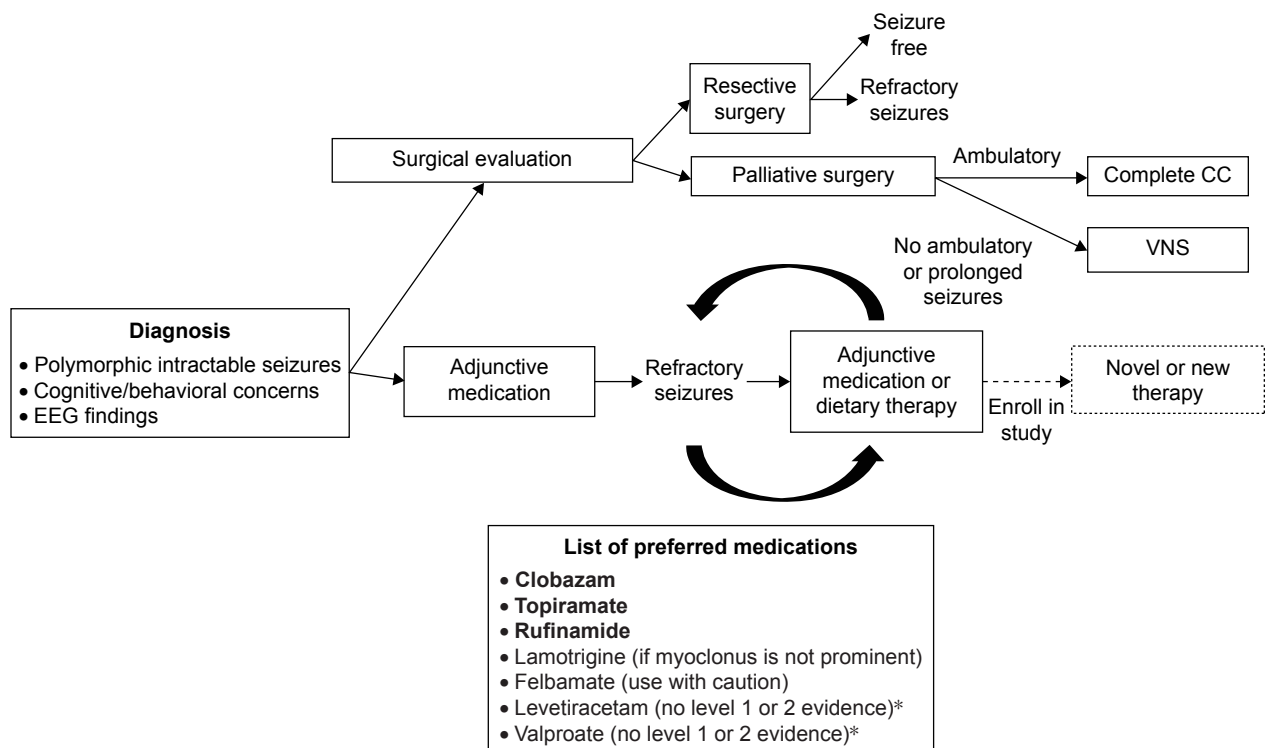 Seizure
free
Resective
surgery
Refractory
seizures
Surgical evaluation
Palliative surgery
Ambulatory
Complete CC
No ambulatory
or prolonged
seizures
VNS
Diagnosis
• Polymorphic intractable seizures
• Cognitive/behavioral concerns
• EEG findings
Adjunctive
medication
Refractory
seizures
Adjunctive
medication or
dietary therapy
Enroll in
study
Novel or new
therapy
List of preferred medications
• Clobazam
• Topiramate
• Rufinamide
• Lamotrigine (if myoclonus is not prominent)
• Felbamate (use with caution)
• Levetiracetam (no level 1 or 2 evidence)*
• Valproate (no level 1 or 2 evidence)*